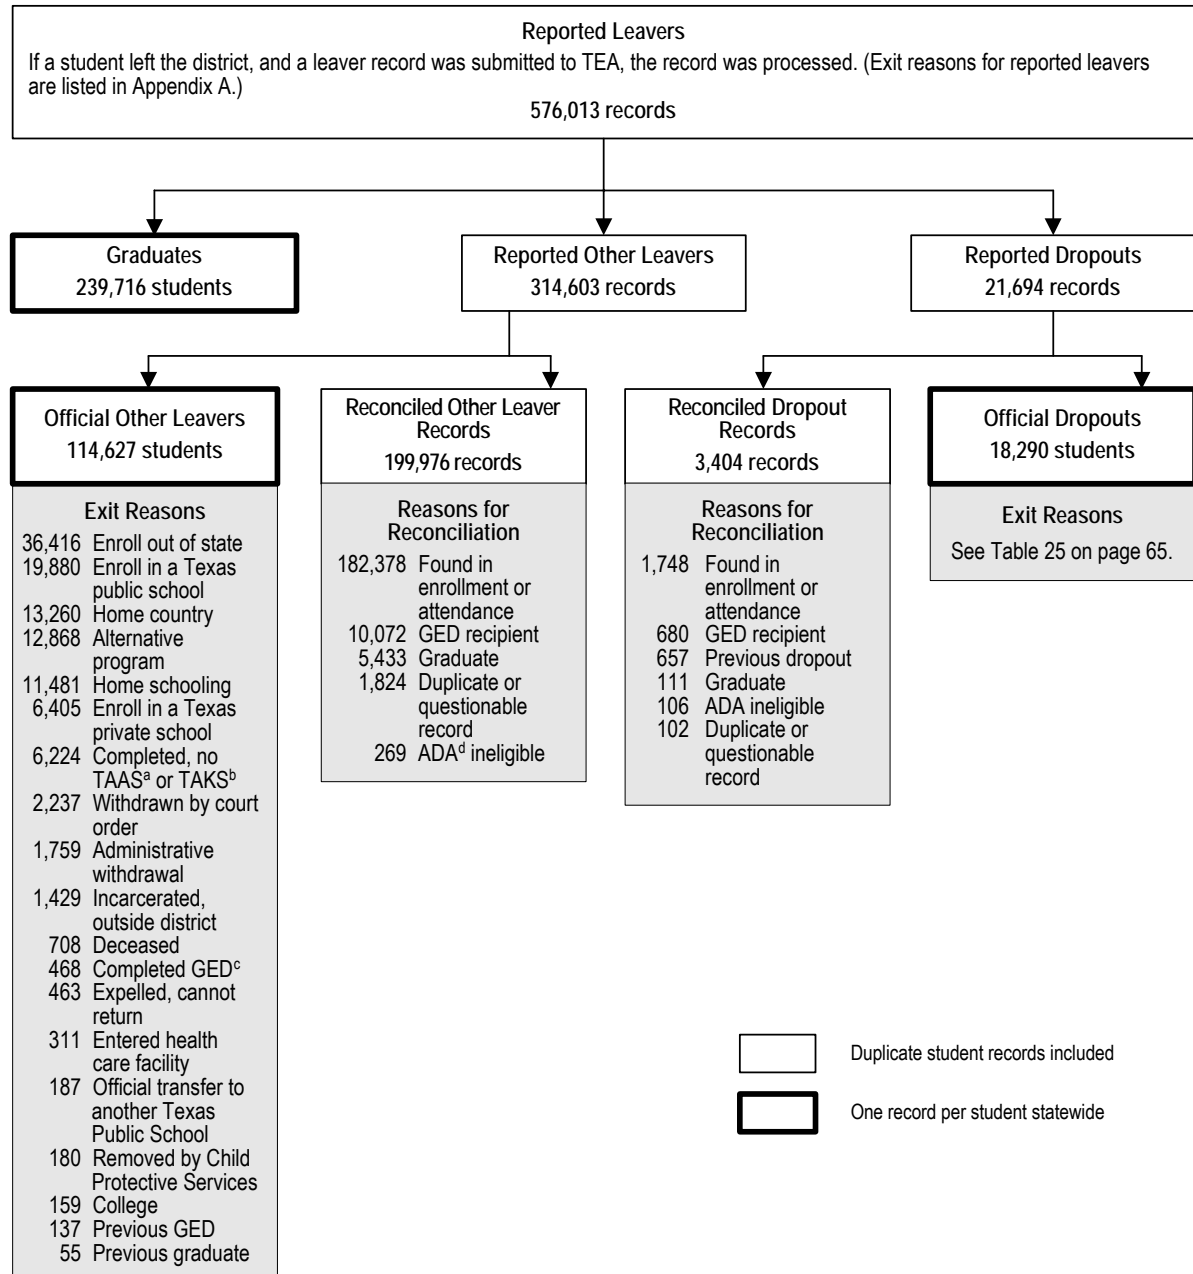 Reported Leavers
If a student left the district, and a leaver record was submitted to TEA, the record was processed. (Exit reasons for reported leavers
are listed in Appendix A.)
576,013 records
Graduates
239,716 students
Reported Other Leavers
314,603 records
Reported Dropouts
21,694 records
Official Other Leavers
114,627 students
Exit Reasons
36,416 Enroll out of state
19,880 Enroll in a Texas
public school
13,260 Home country
12,868 Alternative
program
11,481 Home schooling
6,405 Enroll in a Texas
private school
6,224 Completed, no
TAASᵃ or TAKSᵇ
2,237 Withdrawn by court
order
1,759 Administrative
withdrawal
1,429 Incarcerated,
outside district
708 Deceased
468 Completed GEDᶜ
463 Expelled, cannot
return
311 Entered health
care facility
187 Official transfer to
another Texas
Public School
180 Removed by Child
Protective Services
159 College
137 Previous GED
55 Previous graduate
Reconciled Other Leaver
Records
199,976 records
Reasons for
Reconciliation
182,378 Found in
enrollment or
attendance
10,072 GED recipient
5,433 Graduate
1,824 Duplicate or
questionable
record
269 ADAᵈ ineligible
Reconciled Dropout
Records
3,404 records
Reasons for
Reconciliation
1,748 Found in
enrollment or
attendance
680 GED recipient
657 Previous dropout
111 Graduate
106 ADA ineligible
102 Duplicate or
questionable
record
Official Dropouts
18,290 students
Exit Reasons
See Table 25 on page 65.
Duplicate student records included
One record per student statewide